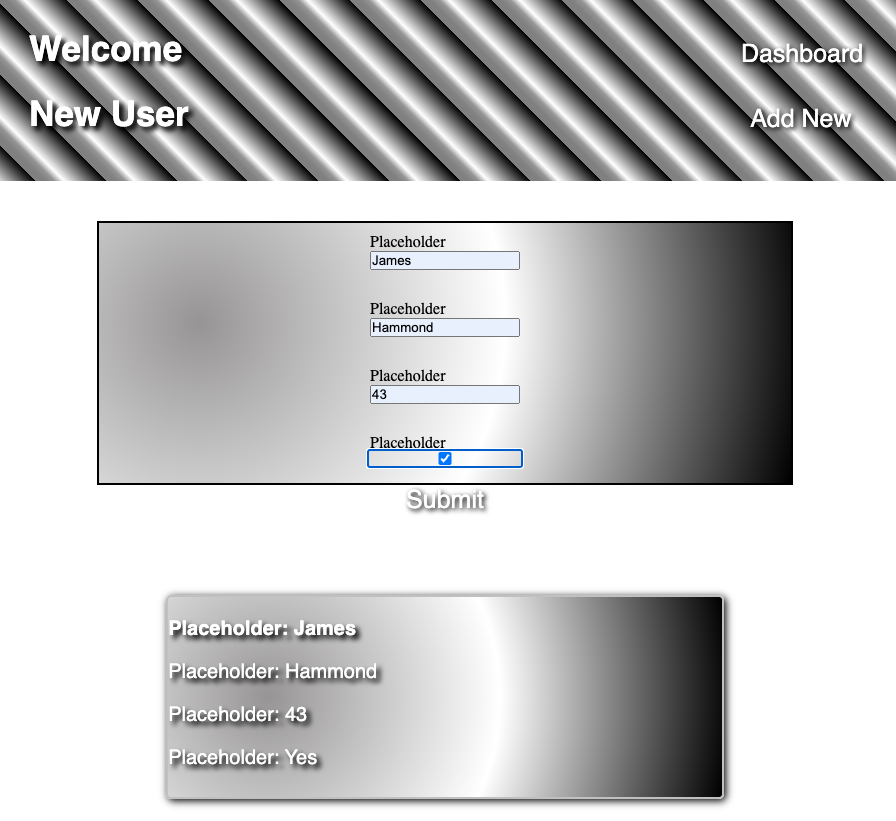 Welcome
Dashboard
New User
Add New
Placeholder
James
Placeholder
Hammond
Placeholder
43
Placeholder
Submit
Placeholder: James
Placeholder: Hammond
Placeholder: 43
Placeholder: Yes